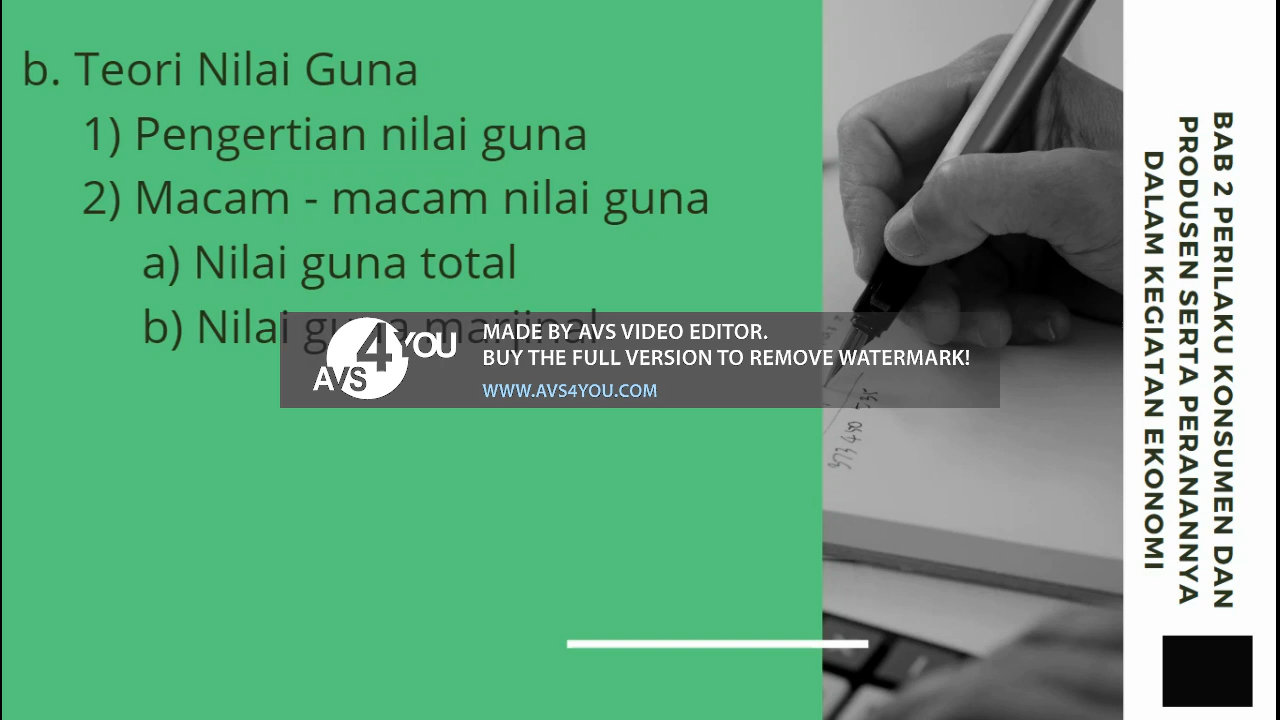 b. Teori Nilai Guna
1) Pengertian nilai guna
2) Macam - macam nilai guna
a) Nilai guna total
b) Nilai guna marjinal
AVS4YOU
MADE BY AVS VIDEO EDITOR.
BUY THE FULL VERSION TO REMOVE WATERMARK!
WWW.AVS4YOU.COM
BAB 2 PERILAKU KONSUMEN DAN
PRODUSEN SERTA PERANANNYA
DALAM KEGIATAN EKONOMI